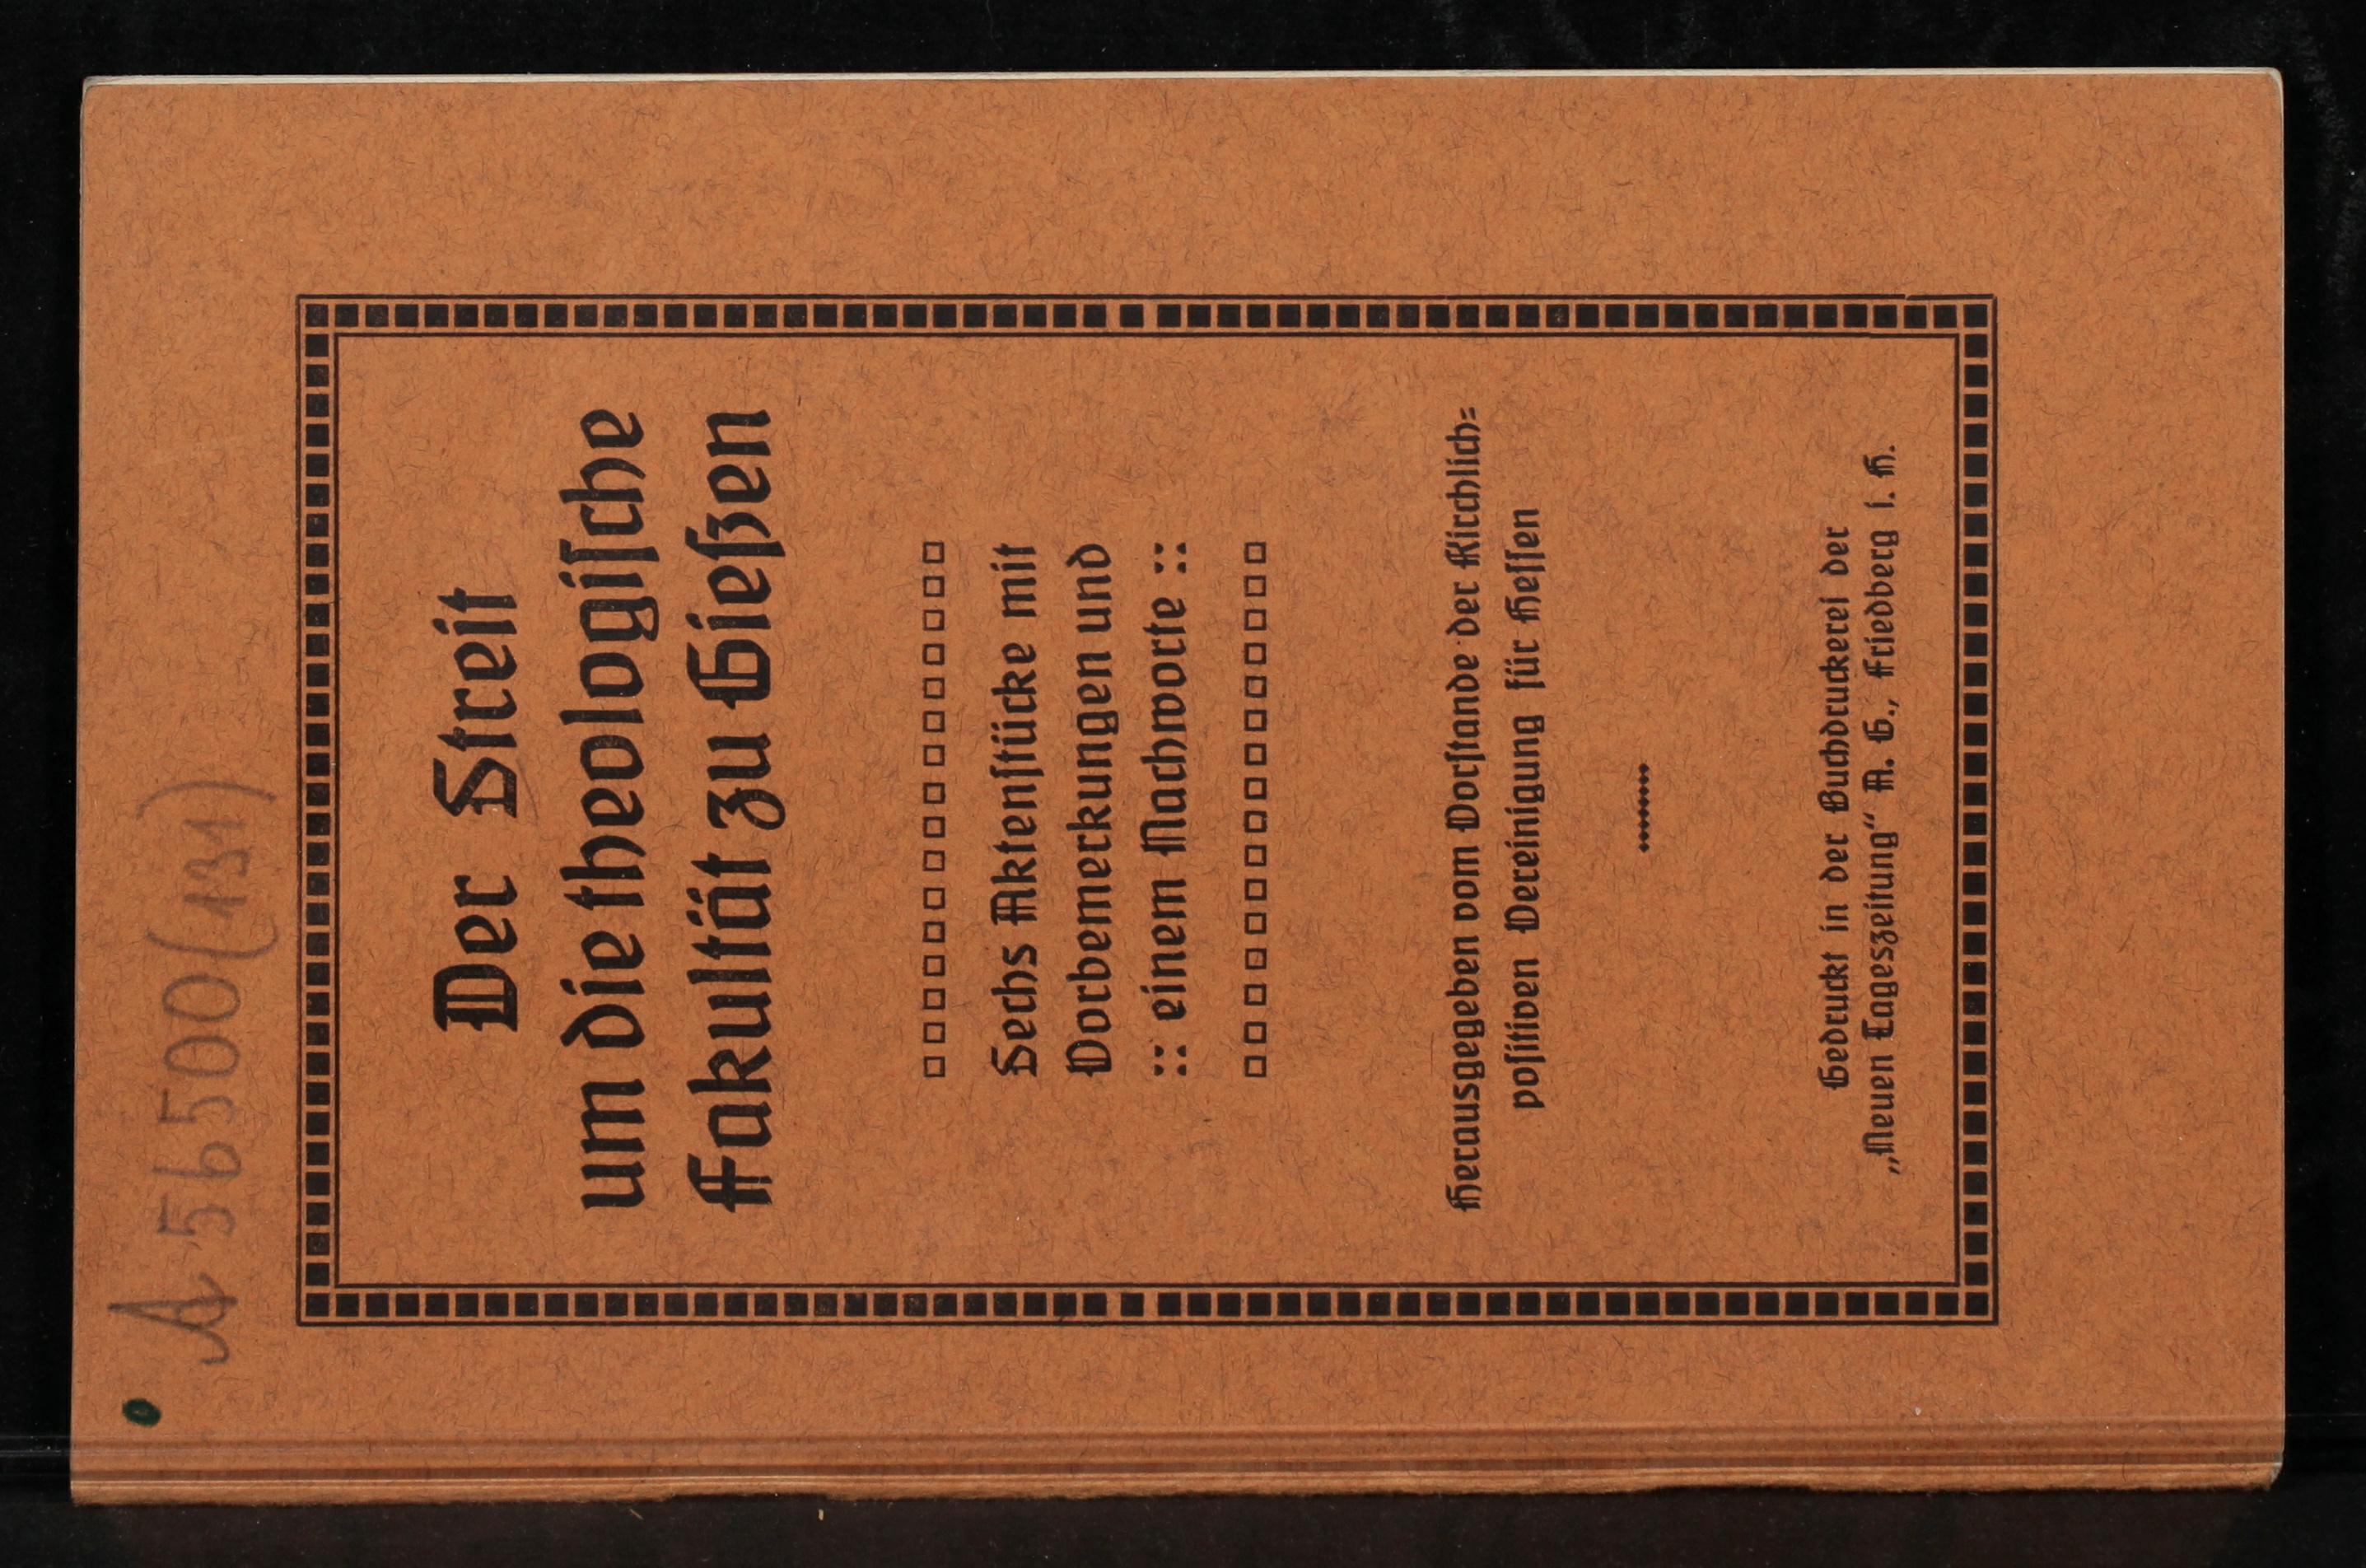 A 56500(131)
Der Streit
um die theologiſche
Fakultät zu Gießen
Sechs Aktenſtücke mit
Vorbemerkungen und
:: einem Nachworte ::
Herausgegeben vom Vorſtande der Kirchlich=
poſitiven Vereinigung für Heſſen
Gedruckt in der Buchdruckerei der
„Neuen Tageszeitung“ A. G., Friedberg i. H.